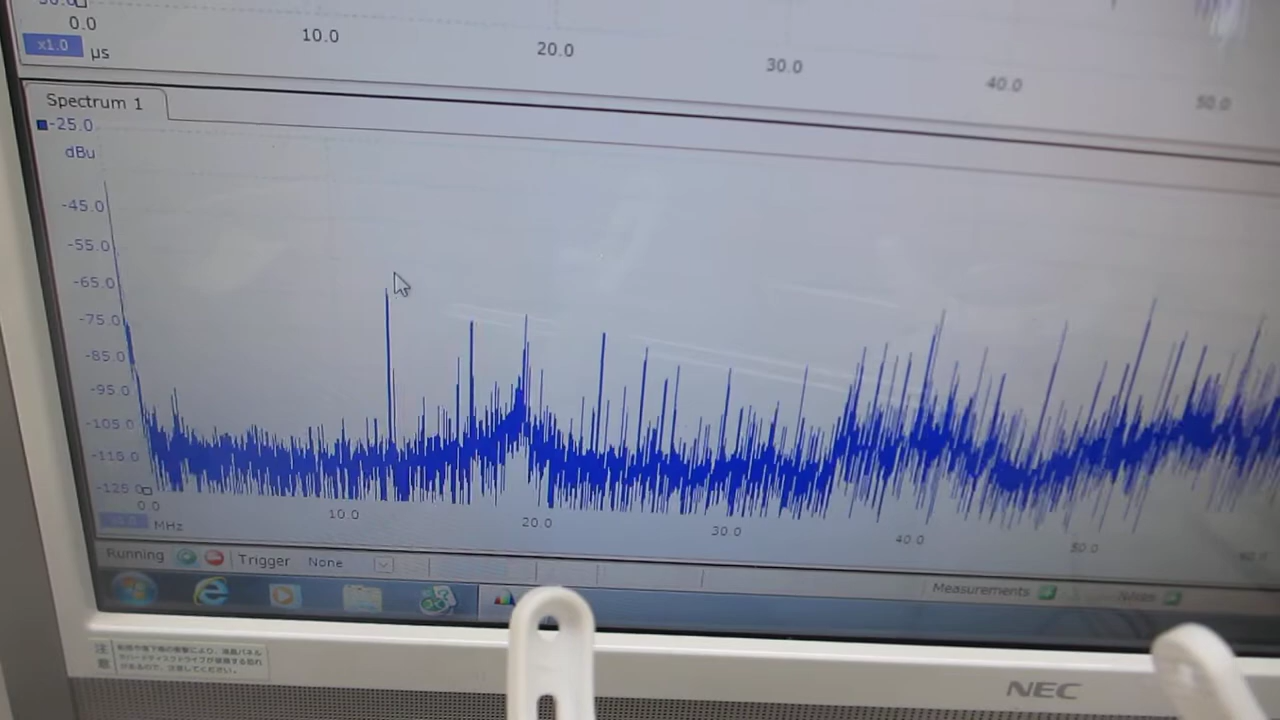 0.0
x1.0
µs
10.0
20.0
30.0
40.0
50.0
Spectrum 1
-25.0
dBu
-45.0
-55.0
-65.0
-75.0
-85.0
-95.0
-105.0
-115.0
-125.0
0.0
10.0
20.0
30.0
40.0
50.0
MHz
Running
Trigger
None
Measurements
NEC